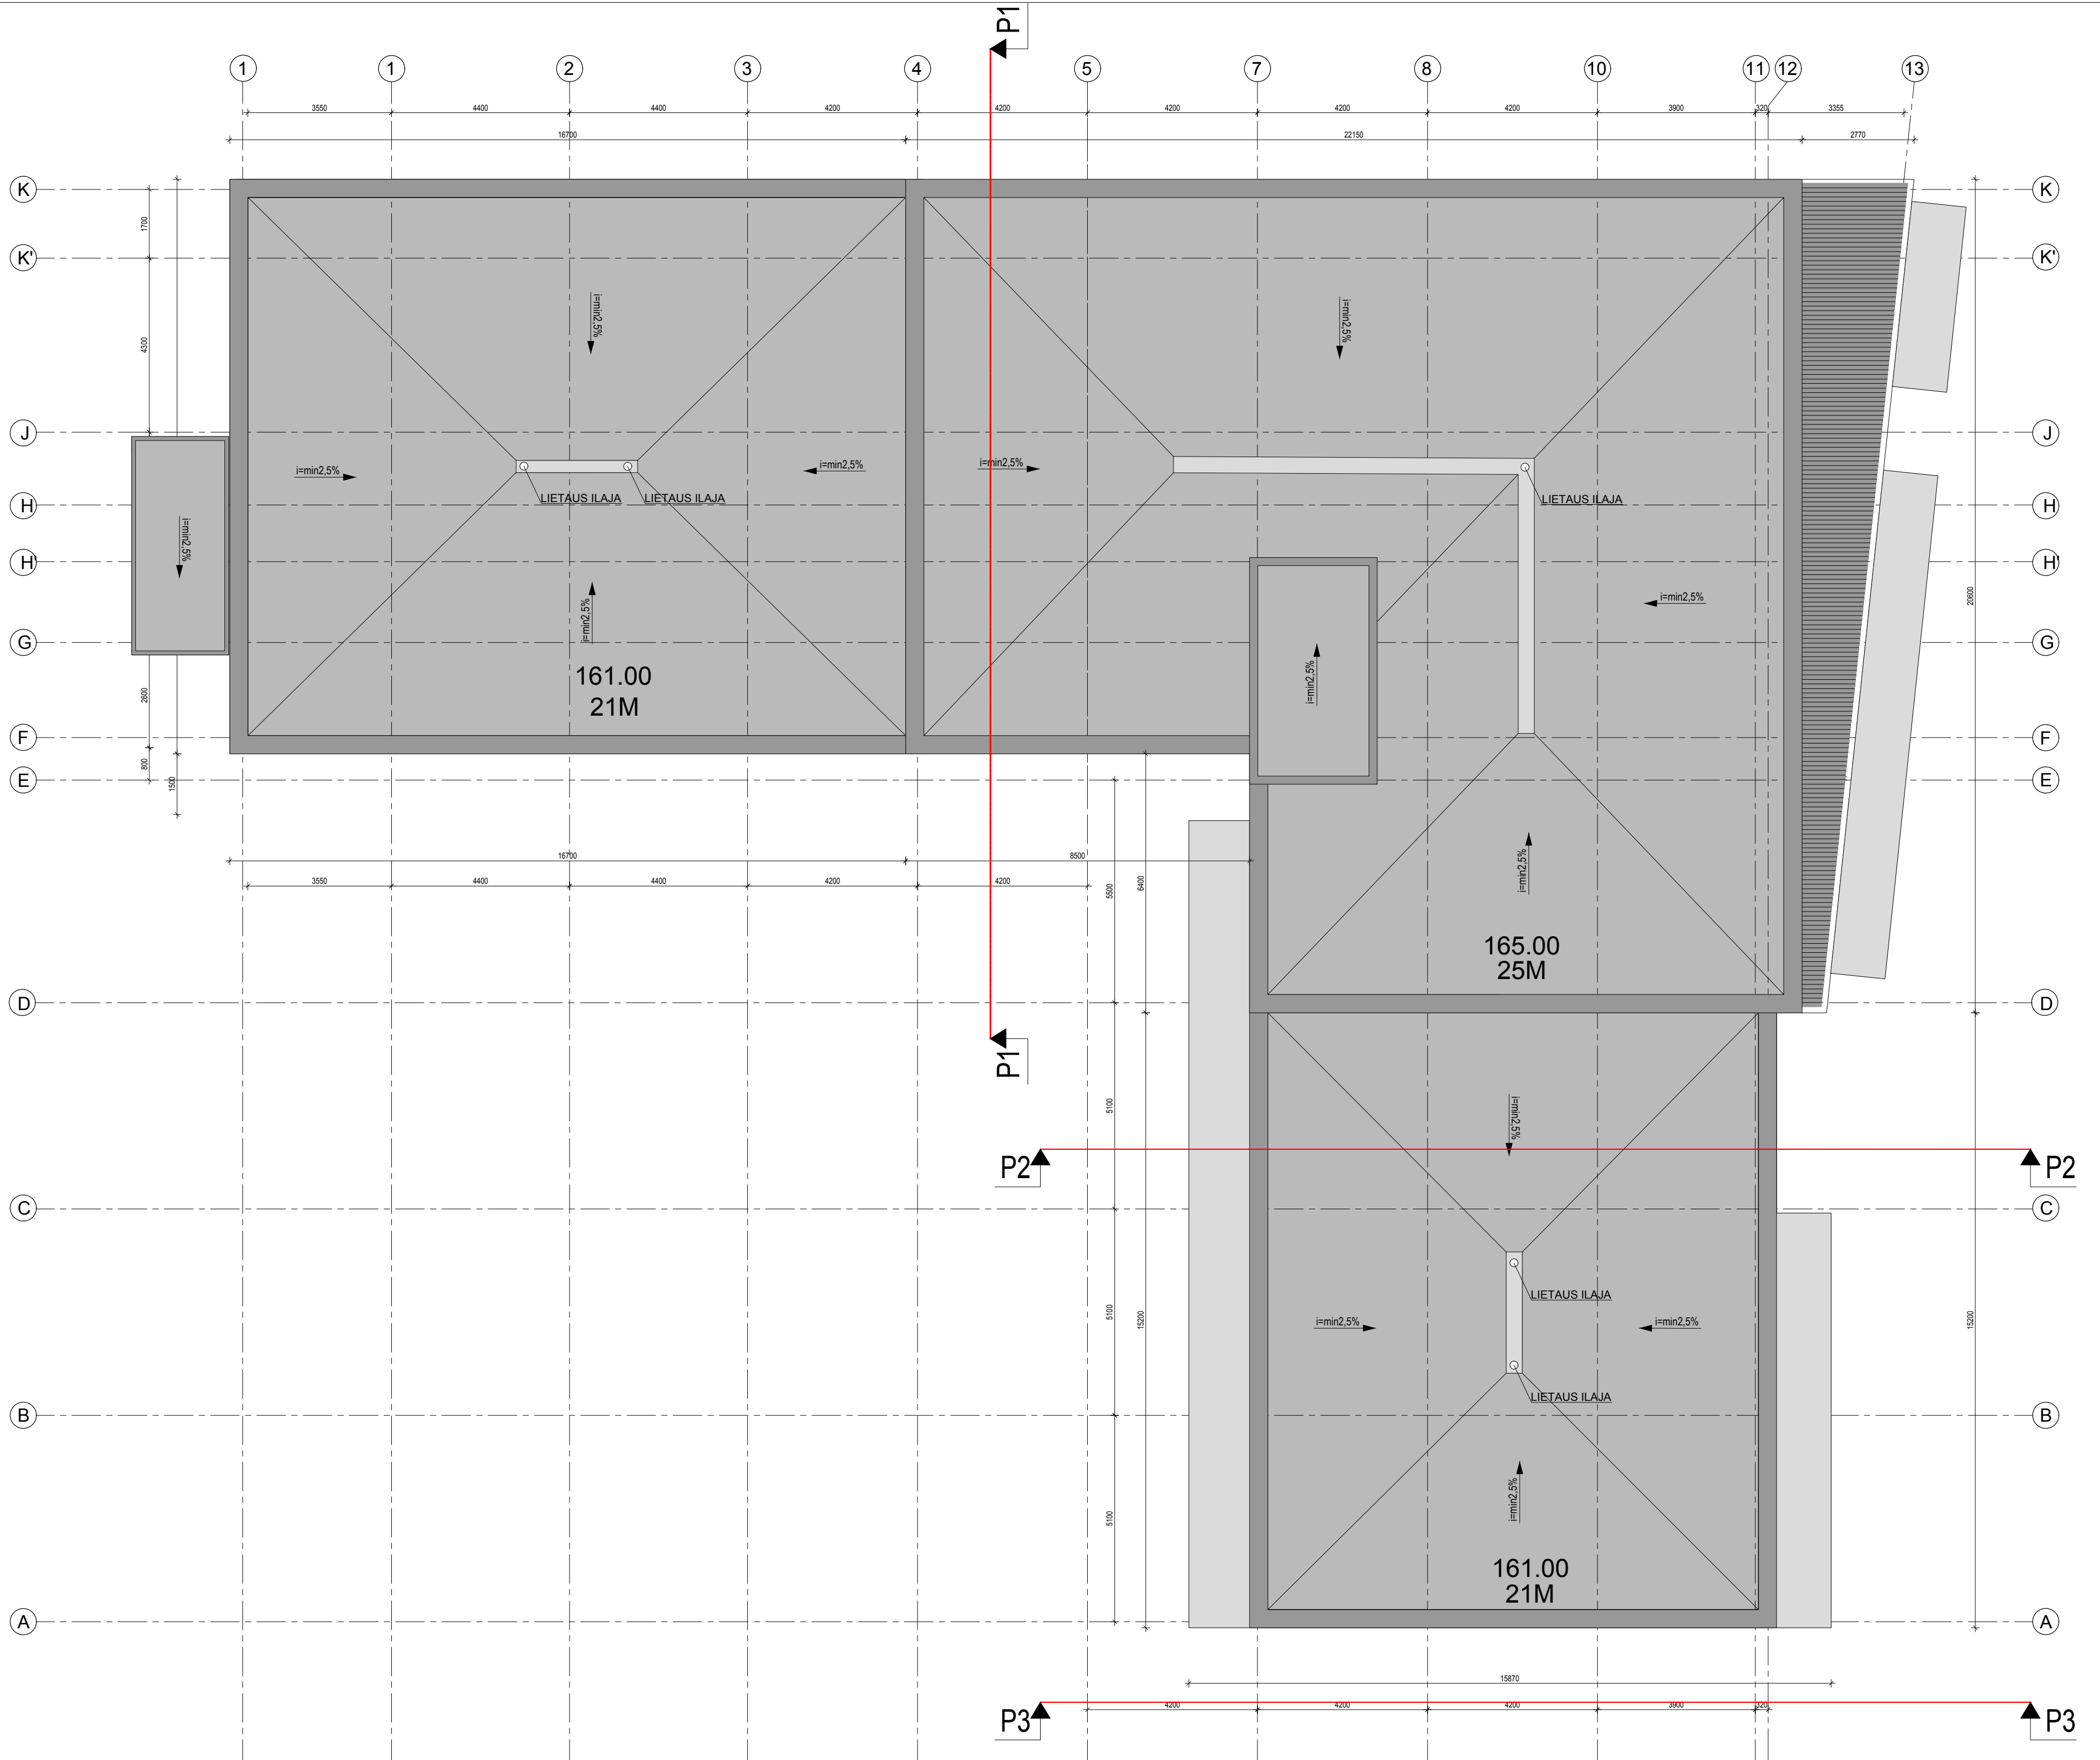 P1
1 1 2 3 4 5 7 8 10 11 12 13
3550 4400 4400 4200 4200 4200 4200 4200 3900 320 3355
16700 22150 2770
K K
1700
K' K'
i=min2,5% i=min2,5%
4300
J J
i=min2,5% i=min2,5% i=min2,5%
LIETAUS ILAJA LIETAUS ILAJA LIETAUS ILAJA
H H
i=min2,5%
H' H'
i=min2,5% i=min2,5%
20600
G G
161.00
21M
i=min2,5%
2600
F F
800
E E
1500
16700 8500
3550 4400 4400 4200 4200
5500 6400
i=min2,5%
165.00
25M
D D
P1
5100
i=min2,5%
P2 P2
C C
LIETAUS ILAJA
5100 15200 15200
i=min2,5% i=min2,5%
LIETAUS ILAJA
B B
i=min2,5%
5100
161.00
21M
A A
15870
4200 4200 4200 3900 320
P3 P3